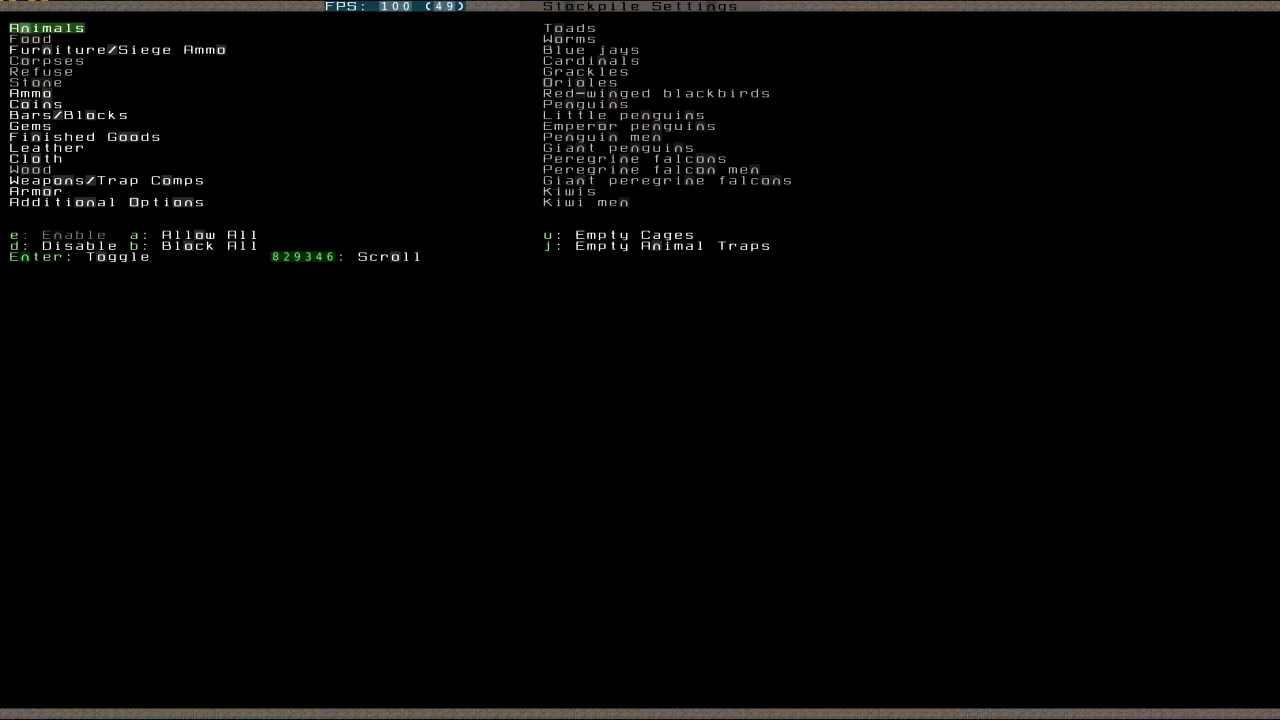 FPS: 100 (49) Stockpile Settings
Animals Toads
Food Worms
Furniture/Siege Ammo Blue jays
Corpses Cardinals
Refuse Grackles
Stone Orioles
Ammo Red-winged blackbirds
Coins Penguins
Bars/Blocks Little penguins
Gems Emperor penguins
Finished Goods Penguin men
Leather Giant penguins
Cloth Peregrine falcons
Wood Peregrine falcon men
Weapons/Trap Comps Giant peregrine falcons
Armor Kiwis
Additional Options Kiwi men
e: Enable a: Allow All u: Empty Cages
d: Disable b: Block All j: Empty Animal Traps
Enter: Toggle 829346: Scroll